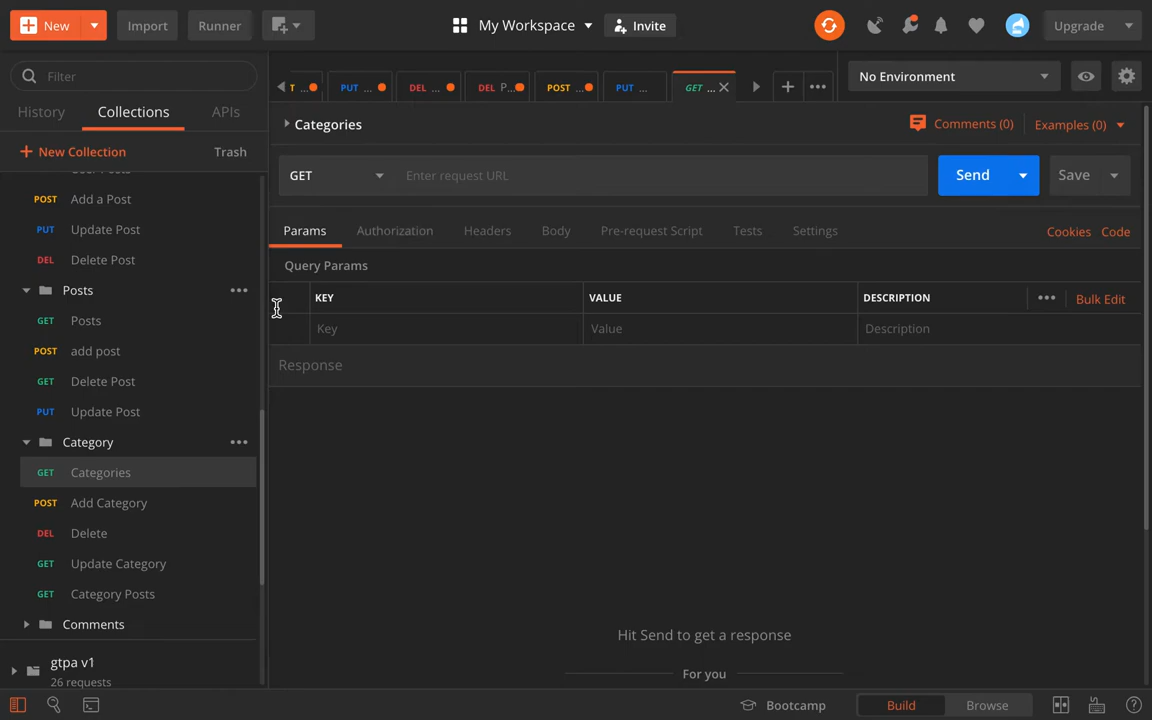 New
Import
Runner
My Workspace
Invite
Upgrade
Filter
T ...
PUT ...
DEL ...
DEL P...
POST ...
PUT ...
GET ...
No Environment
History
Collections
APIs
Categories
Comments (0)
Examples (0)
New Collection
Trash
GET
Enter request URL
Send
Save
POST Add a Post
PUT Update Post
DEL Delete Post
Posts
GET Posts
POST add post
GET Delete Post
PUT Update Post
Category
GET Categories
POST Add Category
DEL Delete
GET Update Category
GET Category Posts
Comments
gtpa v1
26 requests
Params
Authorization
Headers
Body
Pre-request Script
Tests
Settings
Cookies
Code
Query Params
KEY
VALUE
DESCRIPTION
Bulk Edit
Key
Value
Description
Response
Hit Send to get a response
For you
Bootcamp
Build
Browse